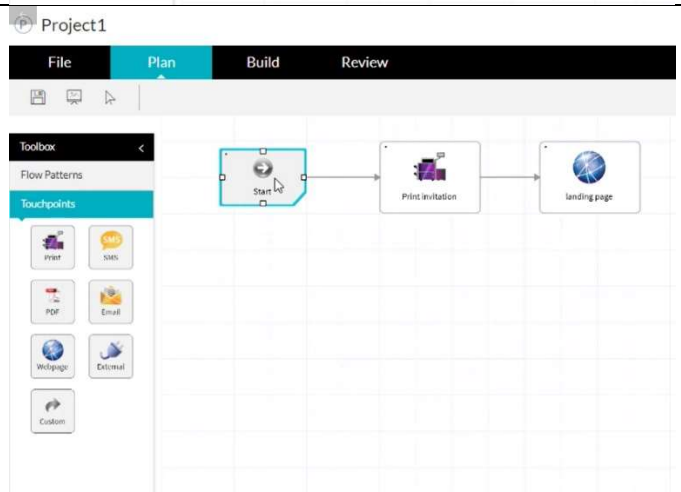 P Project1
File Plan Build Review
Toolbox <
Flow Patterns
Touchpoints
Print SMS
PDF Email
Webpage External
Custom
Start Print invitation landing page